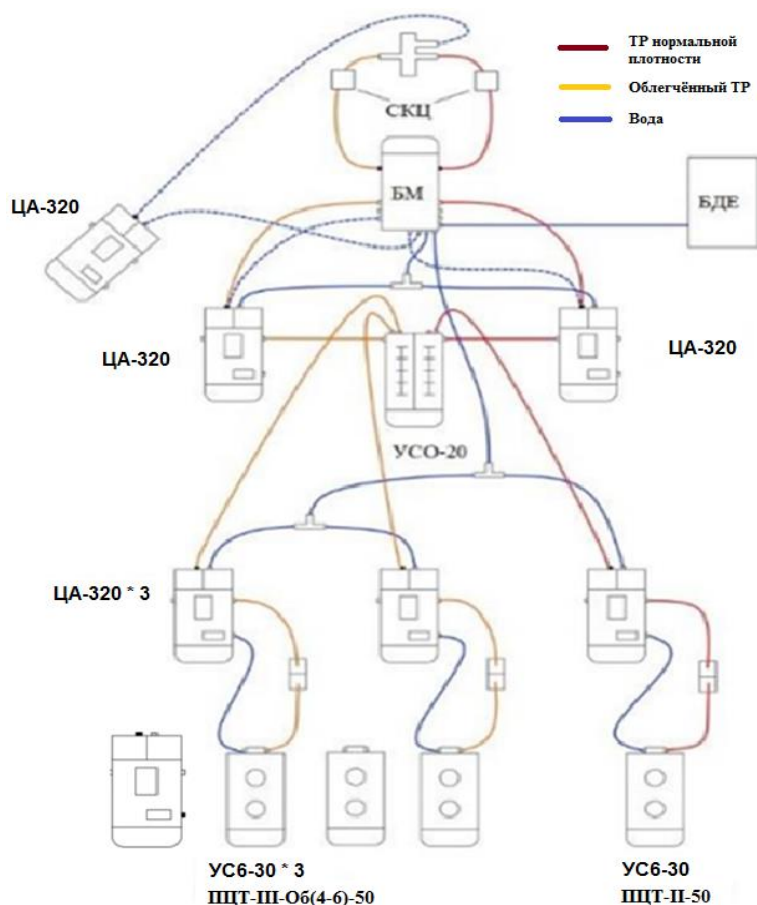 ТР нормальной
плотности
Облегчённый ТР
Вода
СКЦ
БМ
БДЕ
ЦА-320
ЦА-320
ЦА-320
УСО-20
ЦА-320 * 3
УС6-30 * 3
ПЦТ-III-Об(4-6)-50
УС6-30
ПЦТ-II-50